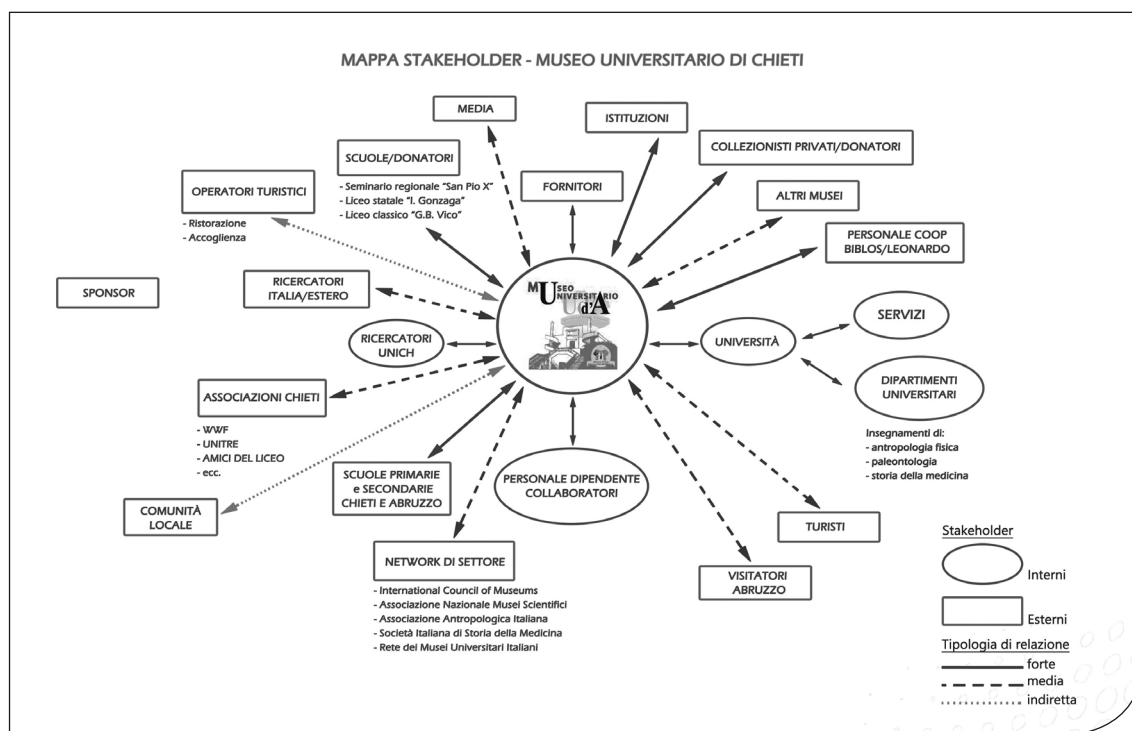 MAPPA STAKEHOLDER - MUSEO UNIVERSITARIO DI CHIETI
MEDIA
ISTITUZIONI
COLLEZIONISTI PRIVATI/DONATORI
SCUOLE/DONATORI
- Seminario regionale "San Pio X"
- Liceo statale "I. Gonzaga"
- Liceo classico "G.B. Vico"
FORNITORI
ALTRI MUSEI
OPERATORI TURISTICI
- Ristorazione
- Accoglienza
PERSONALE COOP
BIBLOS/LEONARDO
SPONSOR
RICERCATORI
ITALIA/ESTERO
MUSEO
UNIVERSITARIO
Ud'A
SERVIZI
RICERCATORI
UNICH
UNIVERSITÀ
DIPARTIMENTI
UNIVERSITARI
Insegnamenti di:
- antropologia fisica
- paleontologia
- storia della medicina
ASSOCIAZIONI CHIETI
- WWF
- UNITRE
- AMICI DEL LICEO
- ecc.
SCUOLE PRIMARIE
e SECONDARIE
CHIETI E ABRUZZO
PERSONALE DIPENDENTE
COLLABORATORI
COMUNITÀ
LOCALE
TURISTI
NETWORK DI SETTORE
- International Council of Museums
- Associazione Nazionale Musei Scientifici
- Associazione Antropologica Italiana
- Società Italiana di Storia della Medicina
- Rete dei Musei Universitari Italiani
VISITATORI
ABRUZZO
Stakeholder
Interni
Esterni
Tipologia di relazione
forte
media
indiretta